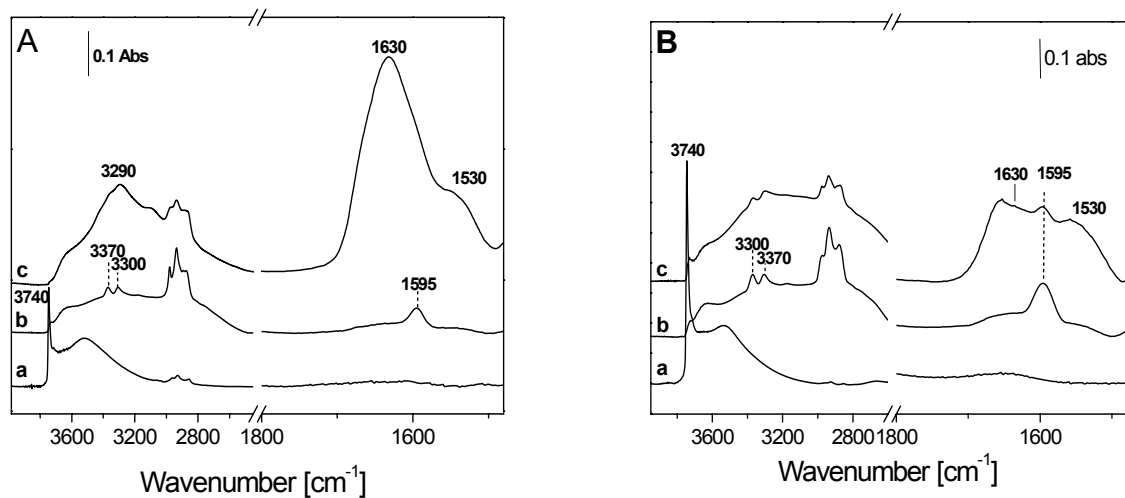 A
0.1 Abs
1630
1530
3290
3370
3300
1595
3740
c
b
a
3600 3200 2800 1800 1600
Wavenumber [cm-1]
B
0.1 abs
3740
1630
1595
1530
3300
3370
c
b
a
3600 3200 2800 1800 1600
Wavenumber [cm-1]